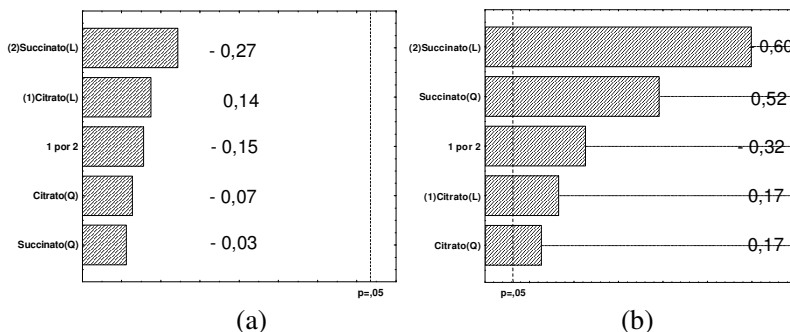 (2)Succinato(L)
- 0,27
(1)Citrato(L)
0,14
1 por 2
- 0,15
Citrato(Q)
- 0,07
Succinato(Q)
- 0,03
p=,05
(a)
(2)Succinato(L)
- 0,60
Succinato(Q)
0,52
1 por 2
- 0,32
(1)Citrato(L)
0,17
Citrato(Q)
0,17
p=,05
(b)